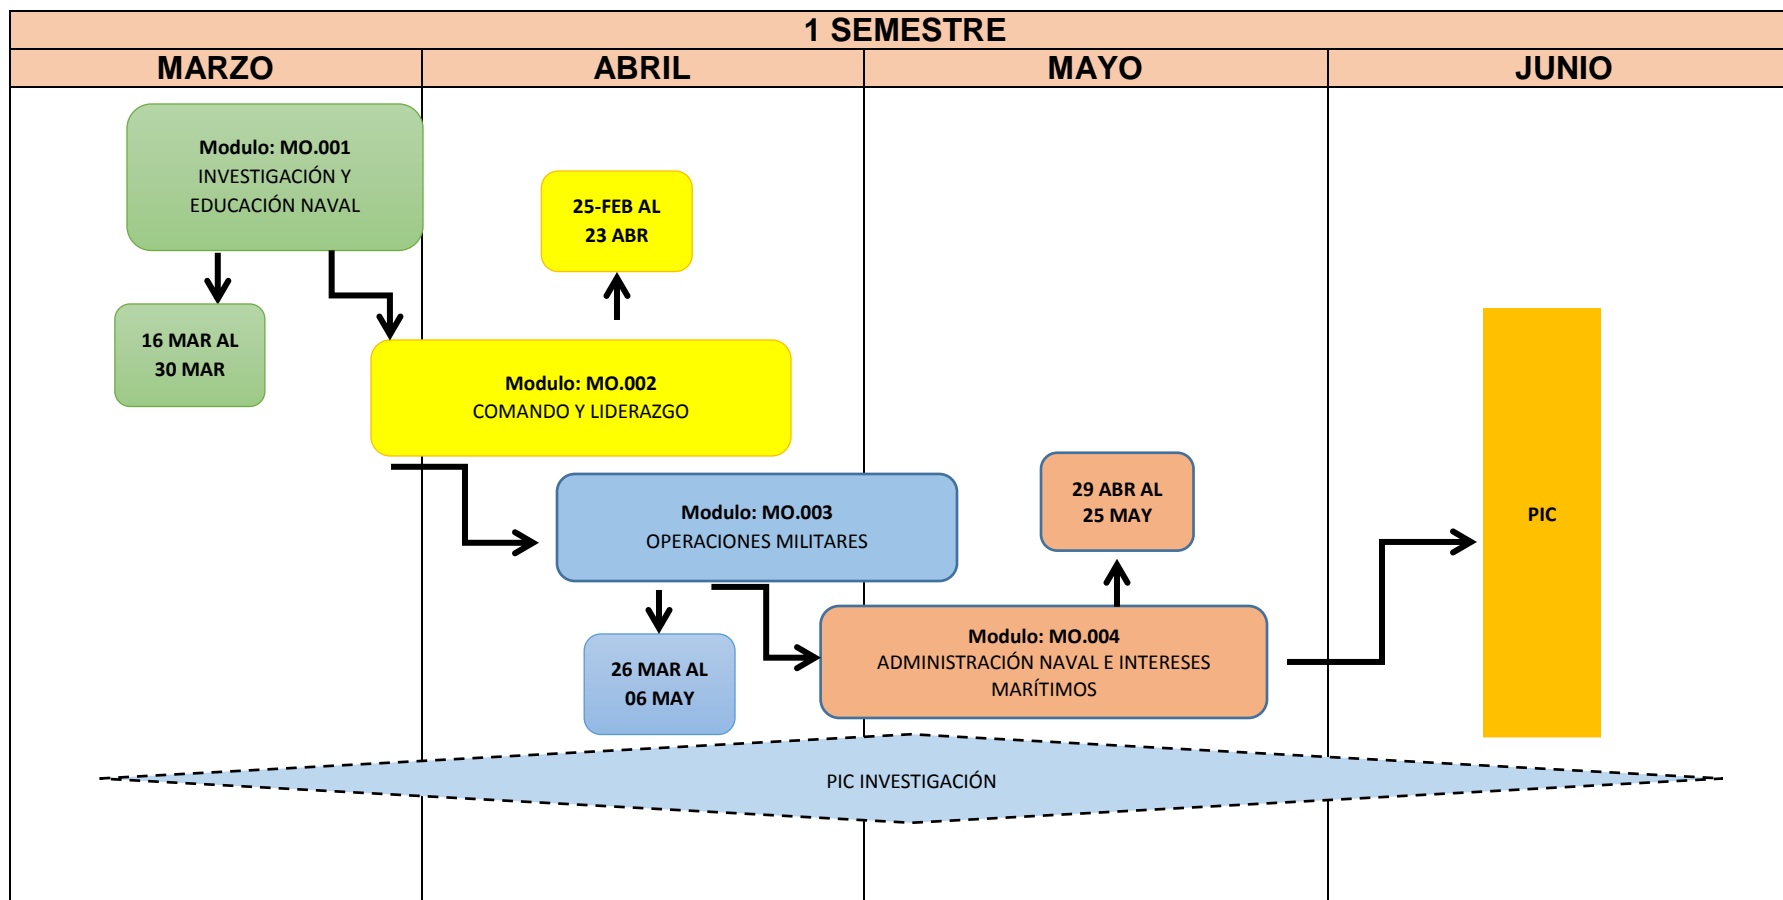 1 SEMESTRE
MARZO
ABRIL
MAYO
JUNIO
Modulo: MO.001
INVESTIGACIÓN Y
EDUCACIÓN NAVAL
16 MAR AL
30 MAR
25-FEB AL
23 ABR
Modulo: MO.002
COMANDO Y LIDERAZGO
Modulo: MO.003
OPERACIONES MILITARES
26 MAR AL
06 MAY
29 ABR AL
25 MAY
Modulo: MO.004
ADMINISTRACIÓN NAVAL E INTERESES
MARÍTIMOS
PIC
PIC INVESTIGACIÓN